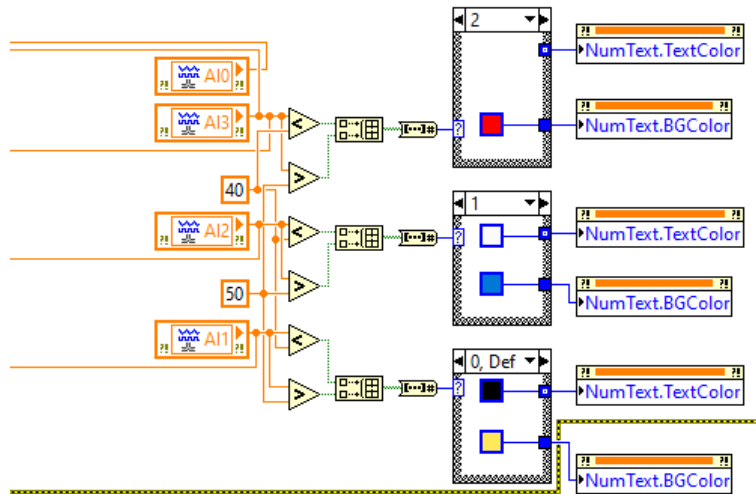 2
NumText.TextColor
?! AI0 ?!
?! AI3 ?!
NumText.BGColor
40
1
?! AI2 ?!
NumText.TextColor
50
NumText.BGColor
?! AI1 ?!
0, Def
NumText.TextColor
NumText.BGColor